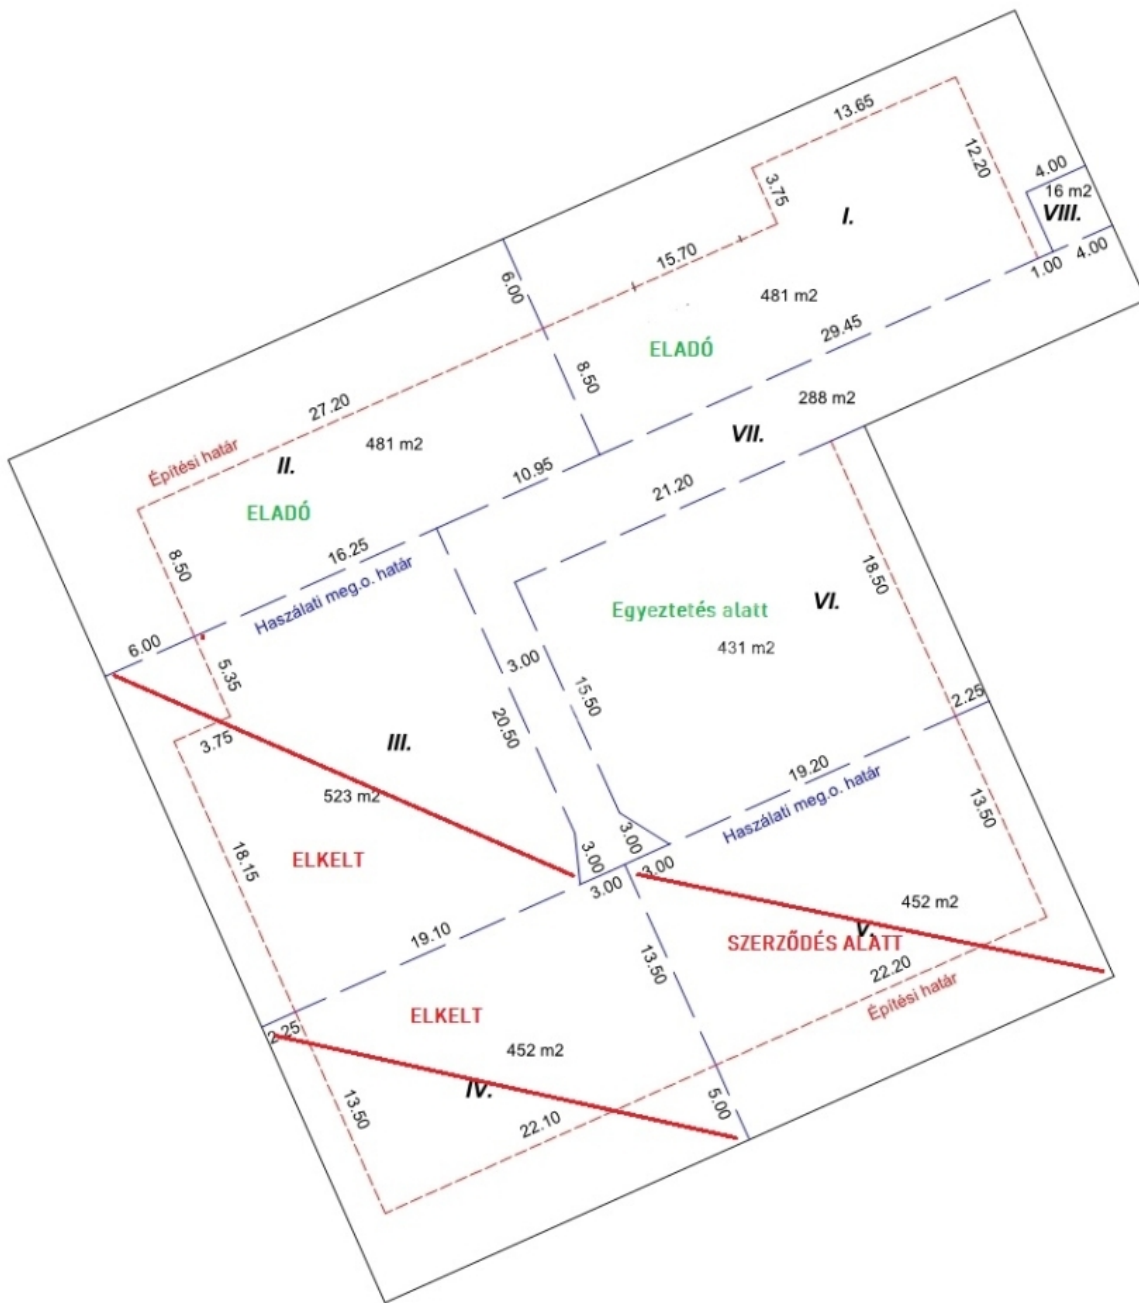 13.65
12.20
4.00
3.75
16 m2
I.
VIII.
15.70
6.00
1.00
4.00
481 m2
29.45
ELADÓ
8.50
288 m2
27.20
VII.
481 m2
Építési határ
II.
10.95
21.20
ELADÓ
16.25
8.50
Haszálati meg.o. határ
18.50
Egyeztetés alatt
VI.
6.00
431 m2
3.00
5.35
15.50
2.25
20.50
3.75
III.
19.20
523 m2
Haszálati meg.o. határ
13.50
3.00
3.00
18.15
ELKELT
3.00
3.00
452 m2
19.10
V.
SZERZŐDÉS ALATT
13.50
22.20
Építési határ
ELKELT
2.25
452 m2
IV.
13.50
5.00
22.10